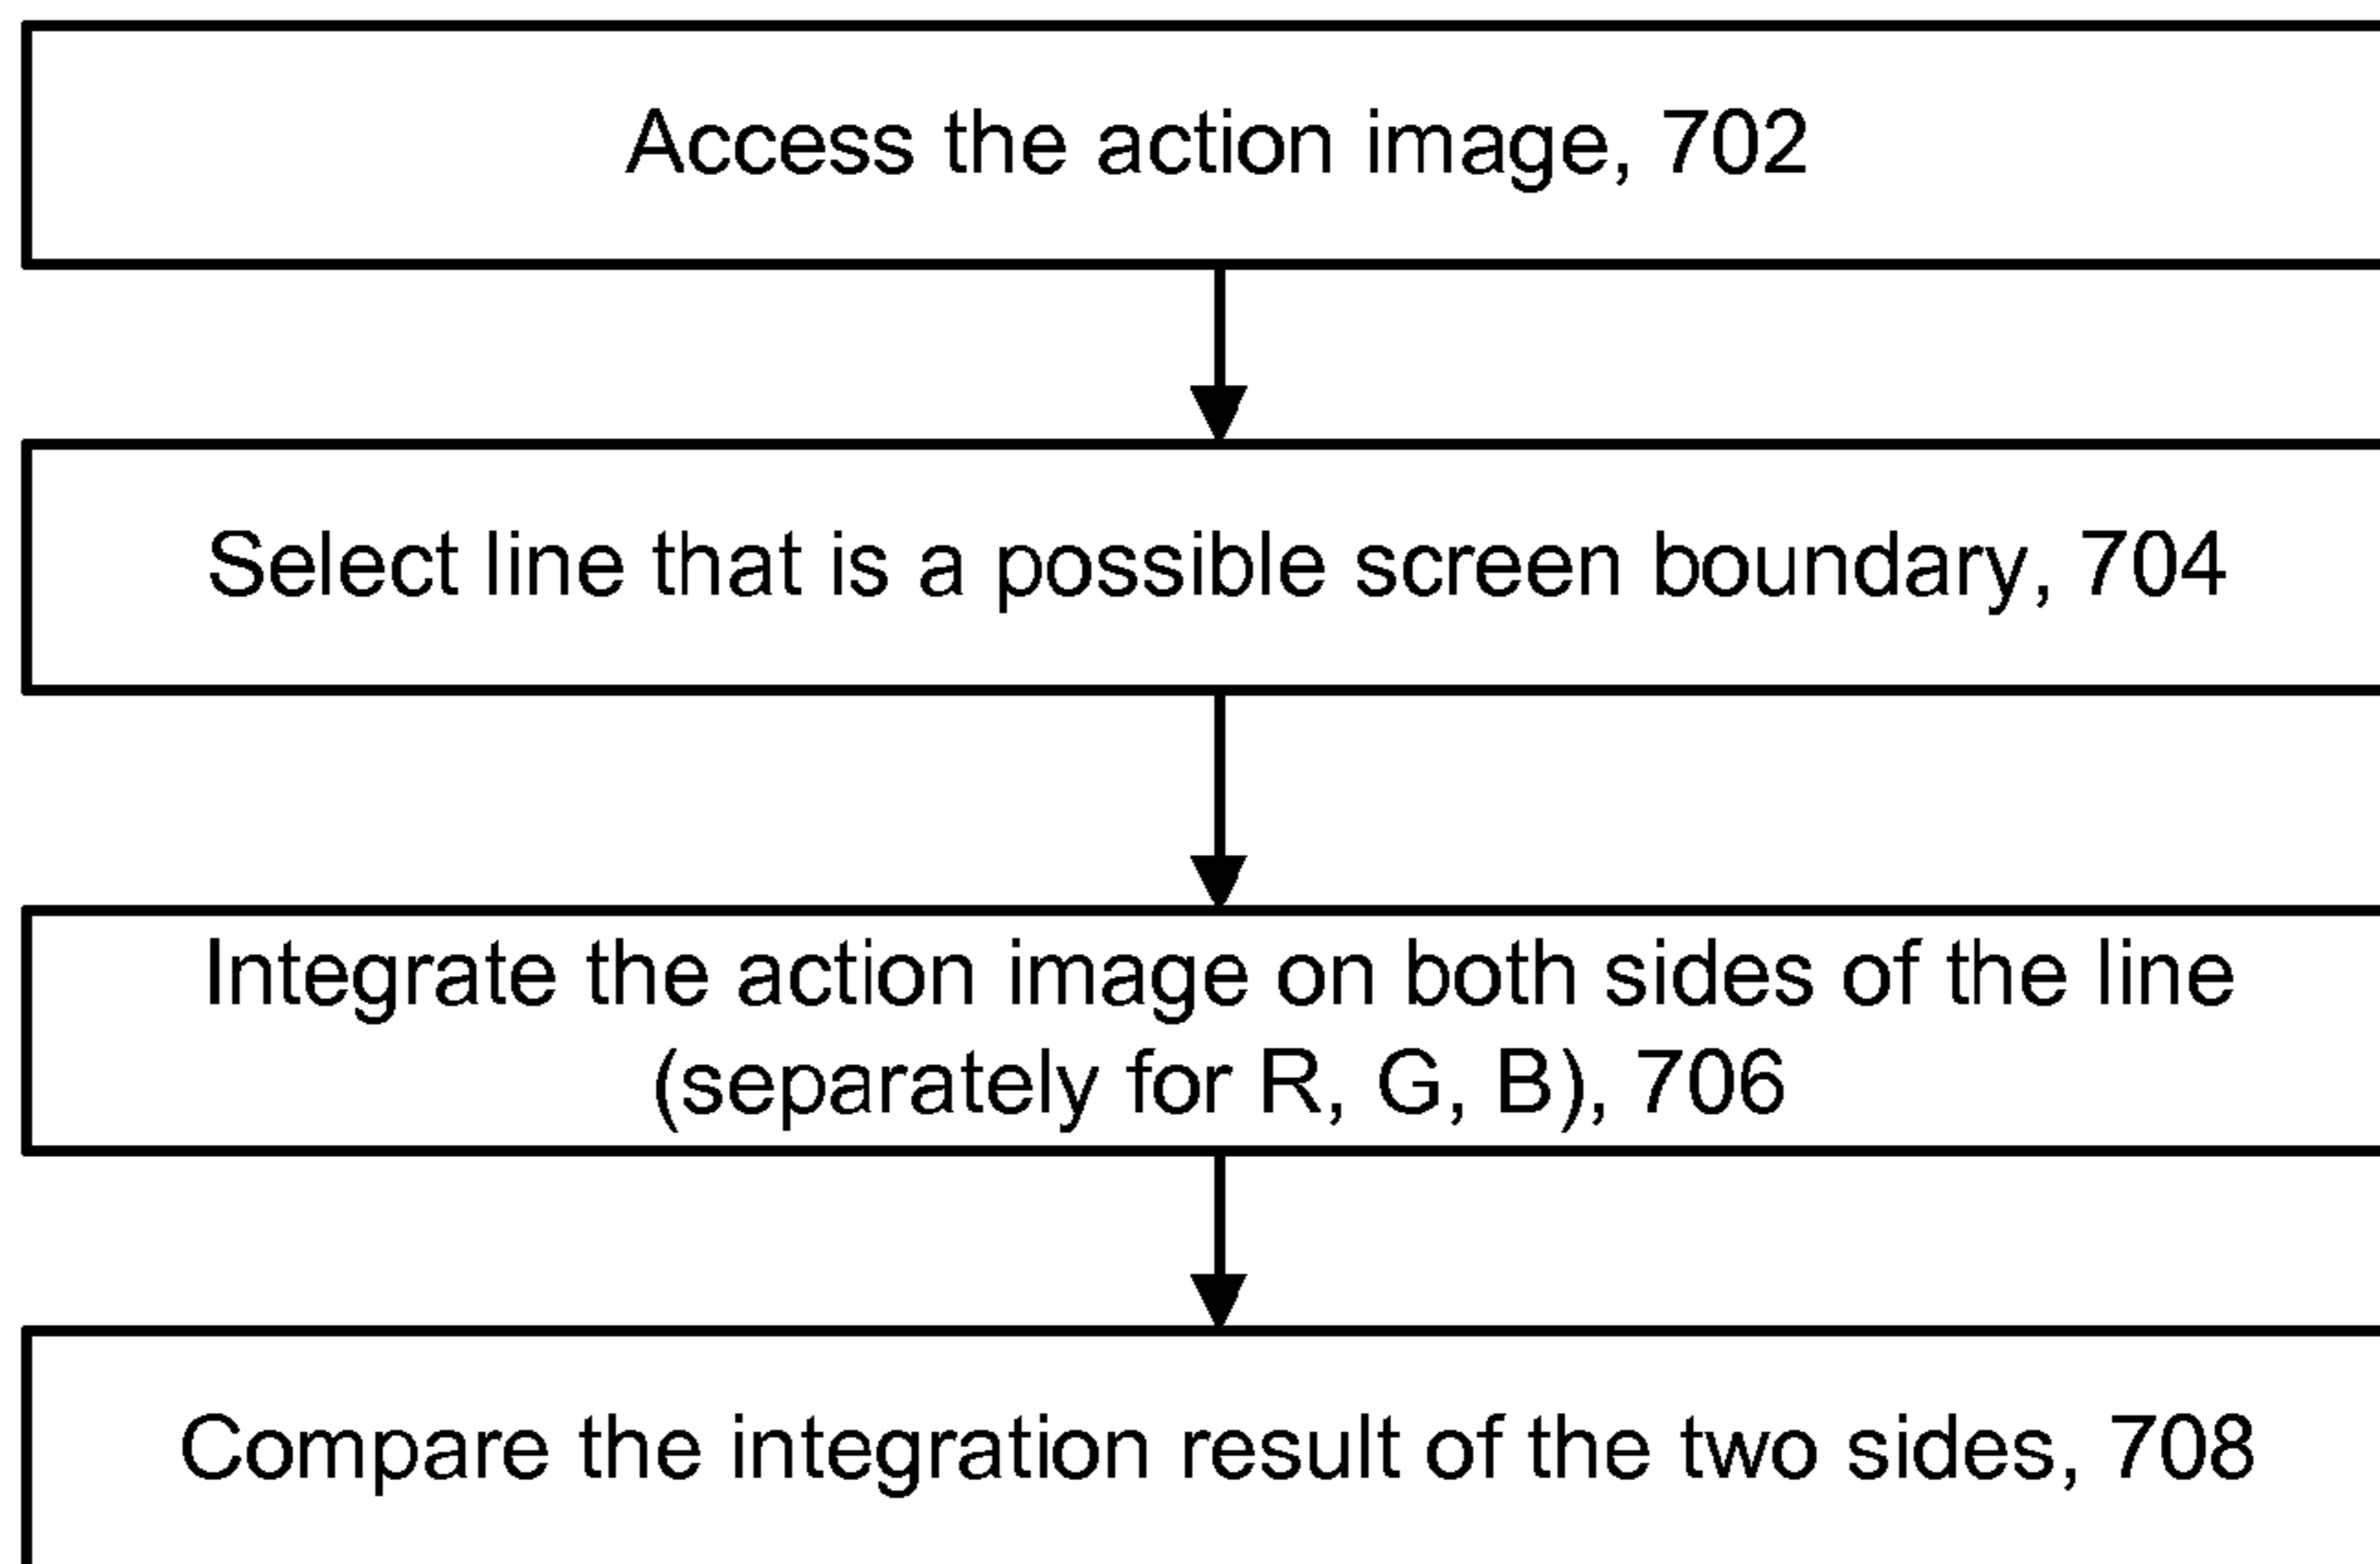 Access the action image, 702
Select line that is a possible screen boundary, 704
Integrate the action image on both sides of the line
(separately for R, G, B), 706
Compare the integration result of the two sides, 708